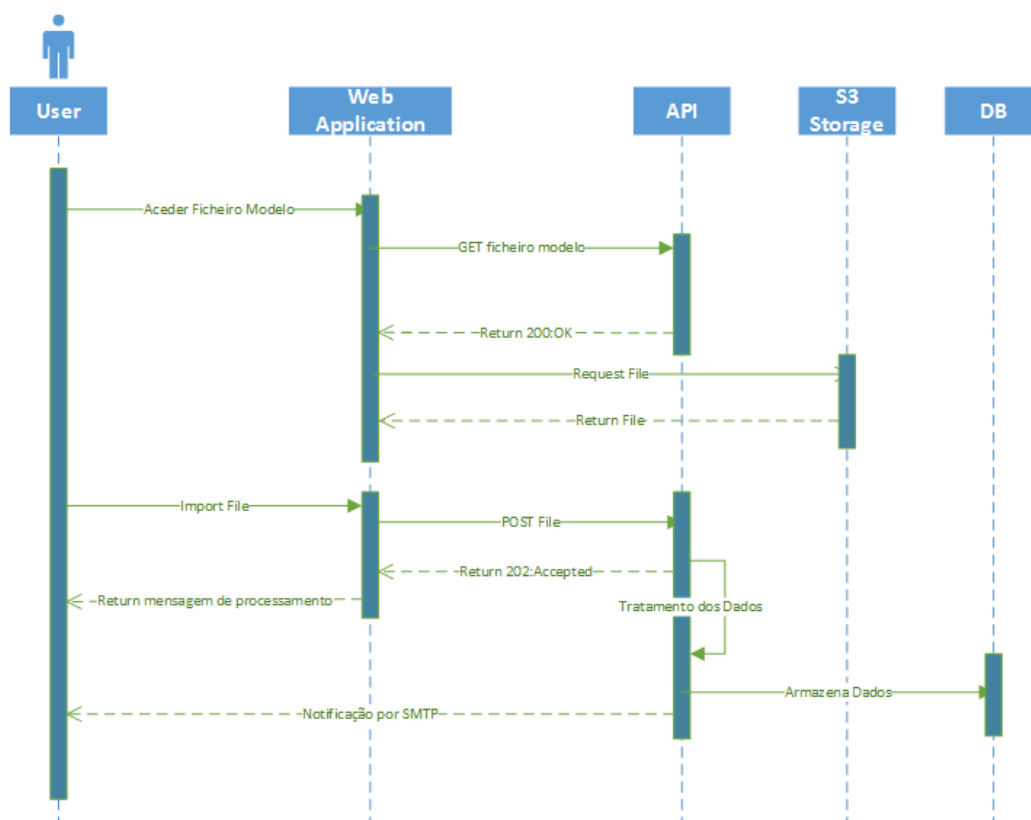 User
Web
Application
API
S3
Storage
DB
Aceder Ficheiro Modelo
GET ficheiro modelo
Return 200:OK
Request File
Return File
Import File
POST File
Return 202:Accepted
Return mensagem de processamento
Tratamento dos Dados
Armazena Dados
Notificação por SMTP